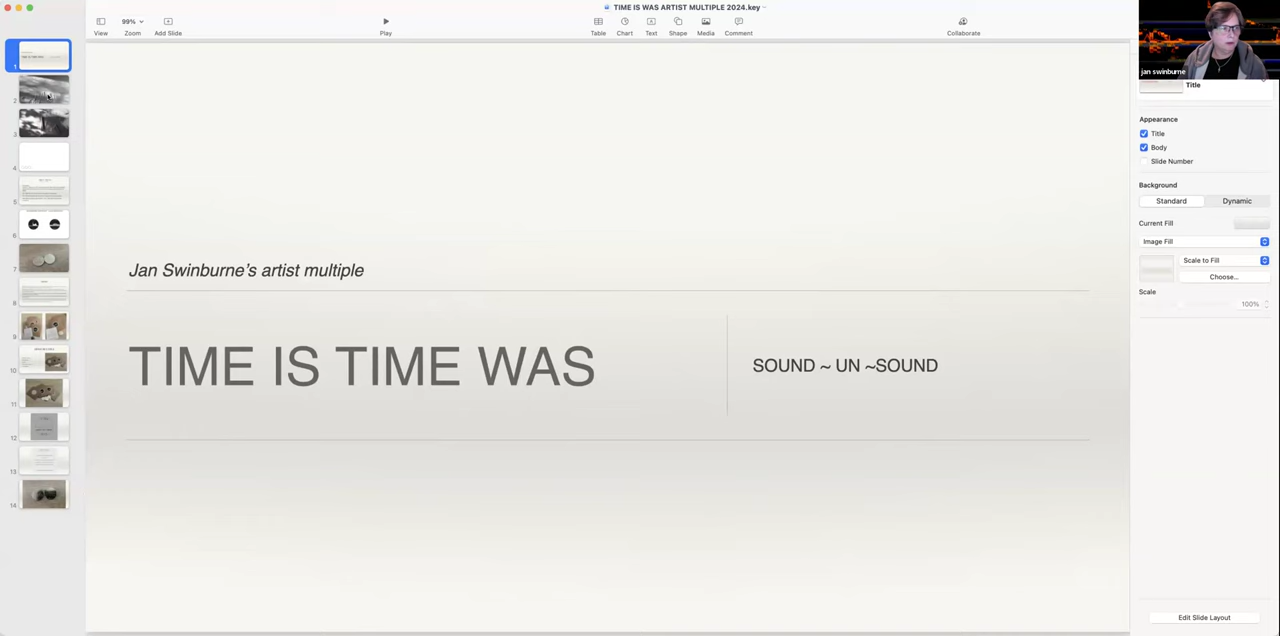 TIME IS WAS ARTIST MULTIPLE 2024.key
View
99%
Zoom
Add Slide
Play
Table
Chart
Text
Shape
Media
Comment
Collaborate
jan swinburne
Title
Appearance
Title
Body
Slide Number
Background
Standard
Dynamic
Current Fill
Image Fill
Scale to Fill
Choose...
Scale
100%
Edit Slide Layout
Jan Swinburne's artist multiple
TIME IS TIME WAS
SOUND ~ UN ~SOUND
1
2
3
4
5
6
7
8
9
10
11
12
13
14